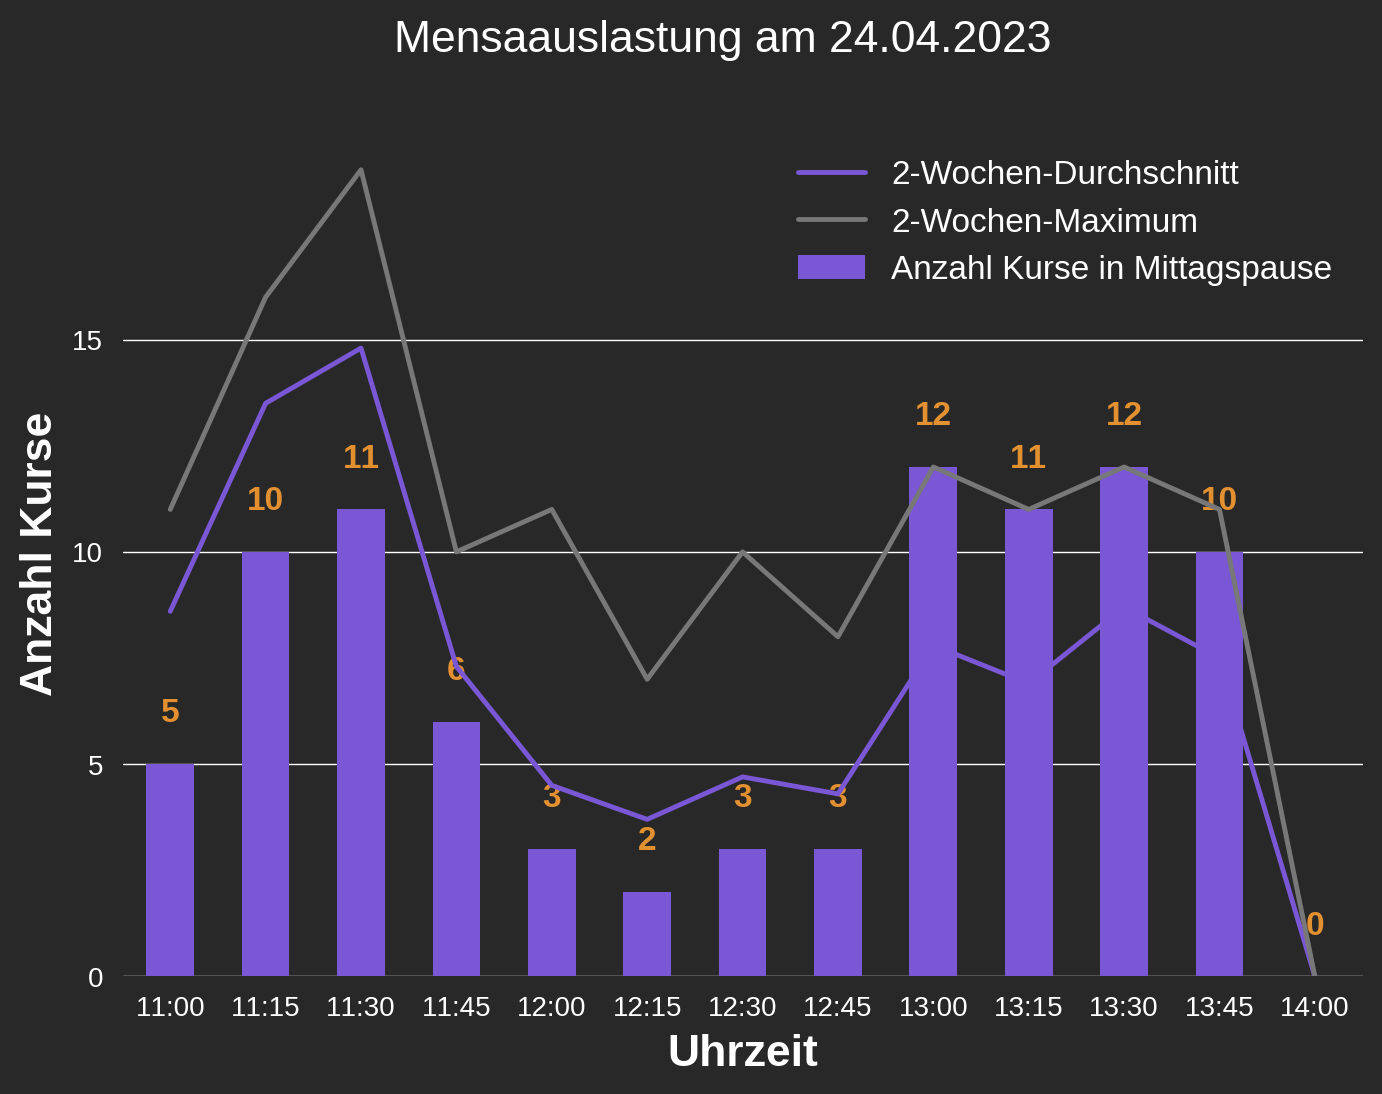 Mensaauslastung am 24.04.2023
2-Wochen-Durchschnitt
2-Wochen-Maximum
Anzahl Kurse in Mittagspause
Anzahl Kurse
15
10
5
0
5
10
11
6
3
2
3
3
12
11
12
10
0
11:00 11:15 11:30 11:45 12:00 12:15 12:30 12:45 13:00 13:15 13:30 13:45 14:00
Uhrzeit